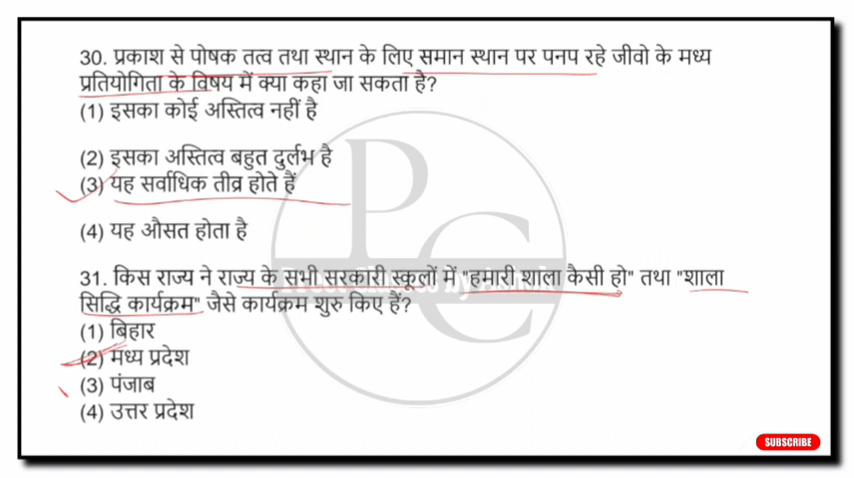 30. प्रकाश से पोषक तत्व तथा स्थान के लिए समान स्थान पर पनप रहे जीवो के मध्य
प्रतियोगिता के विषय में क्या कहा जा सकता है?
(1) इसका कोई अस्तित्व नहीं है
(2) इसका अस्तित्व बहुत दुर्लभ है
(3) यह सर्वाधिक तीव्र होते हैं
(4) यह औसत होता है
31. किस राज्य ने राज्य के सभी सरकारी स्कूलों में "हमारी शाला कैसी हो" तथा "शाला
सिद्धि कार्यक्रम" जैसे कार्यक्रम शुरु किए हैं?
(1) बिहार
(2) मध्य प्रदेश
(3) पंजाब
(4) उत्तर प्रदेश
SUBSCRIBE